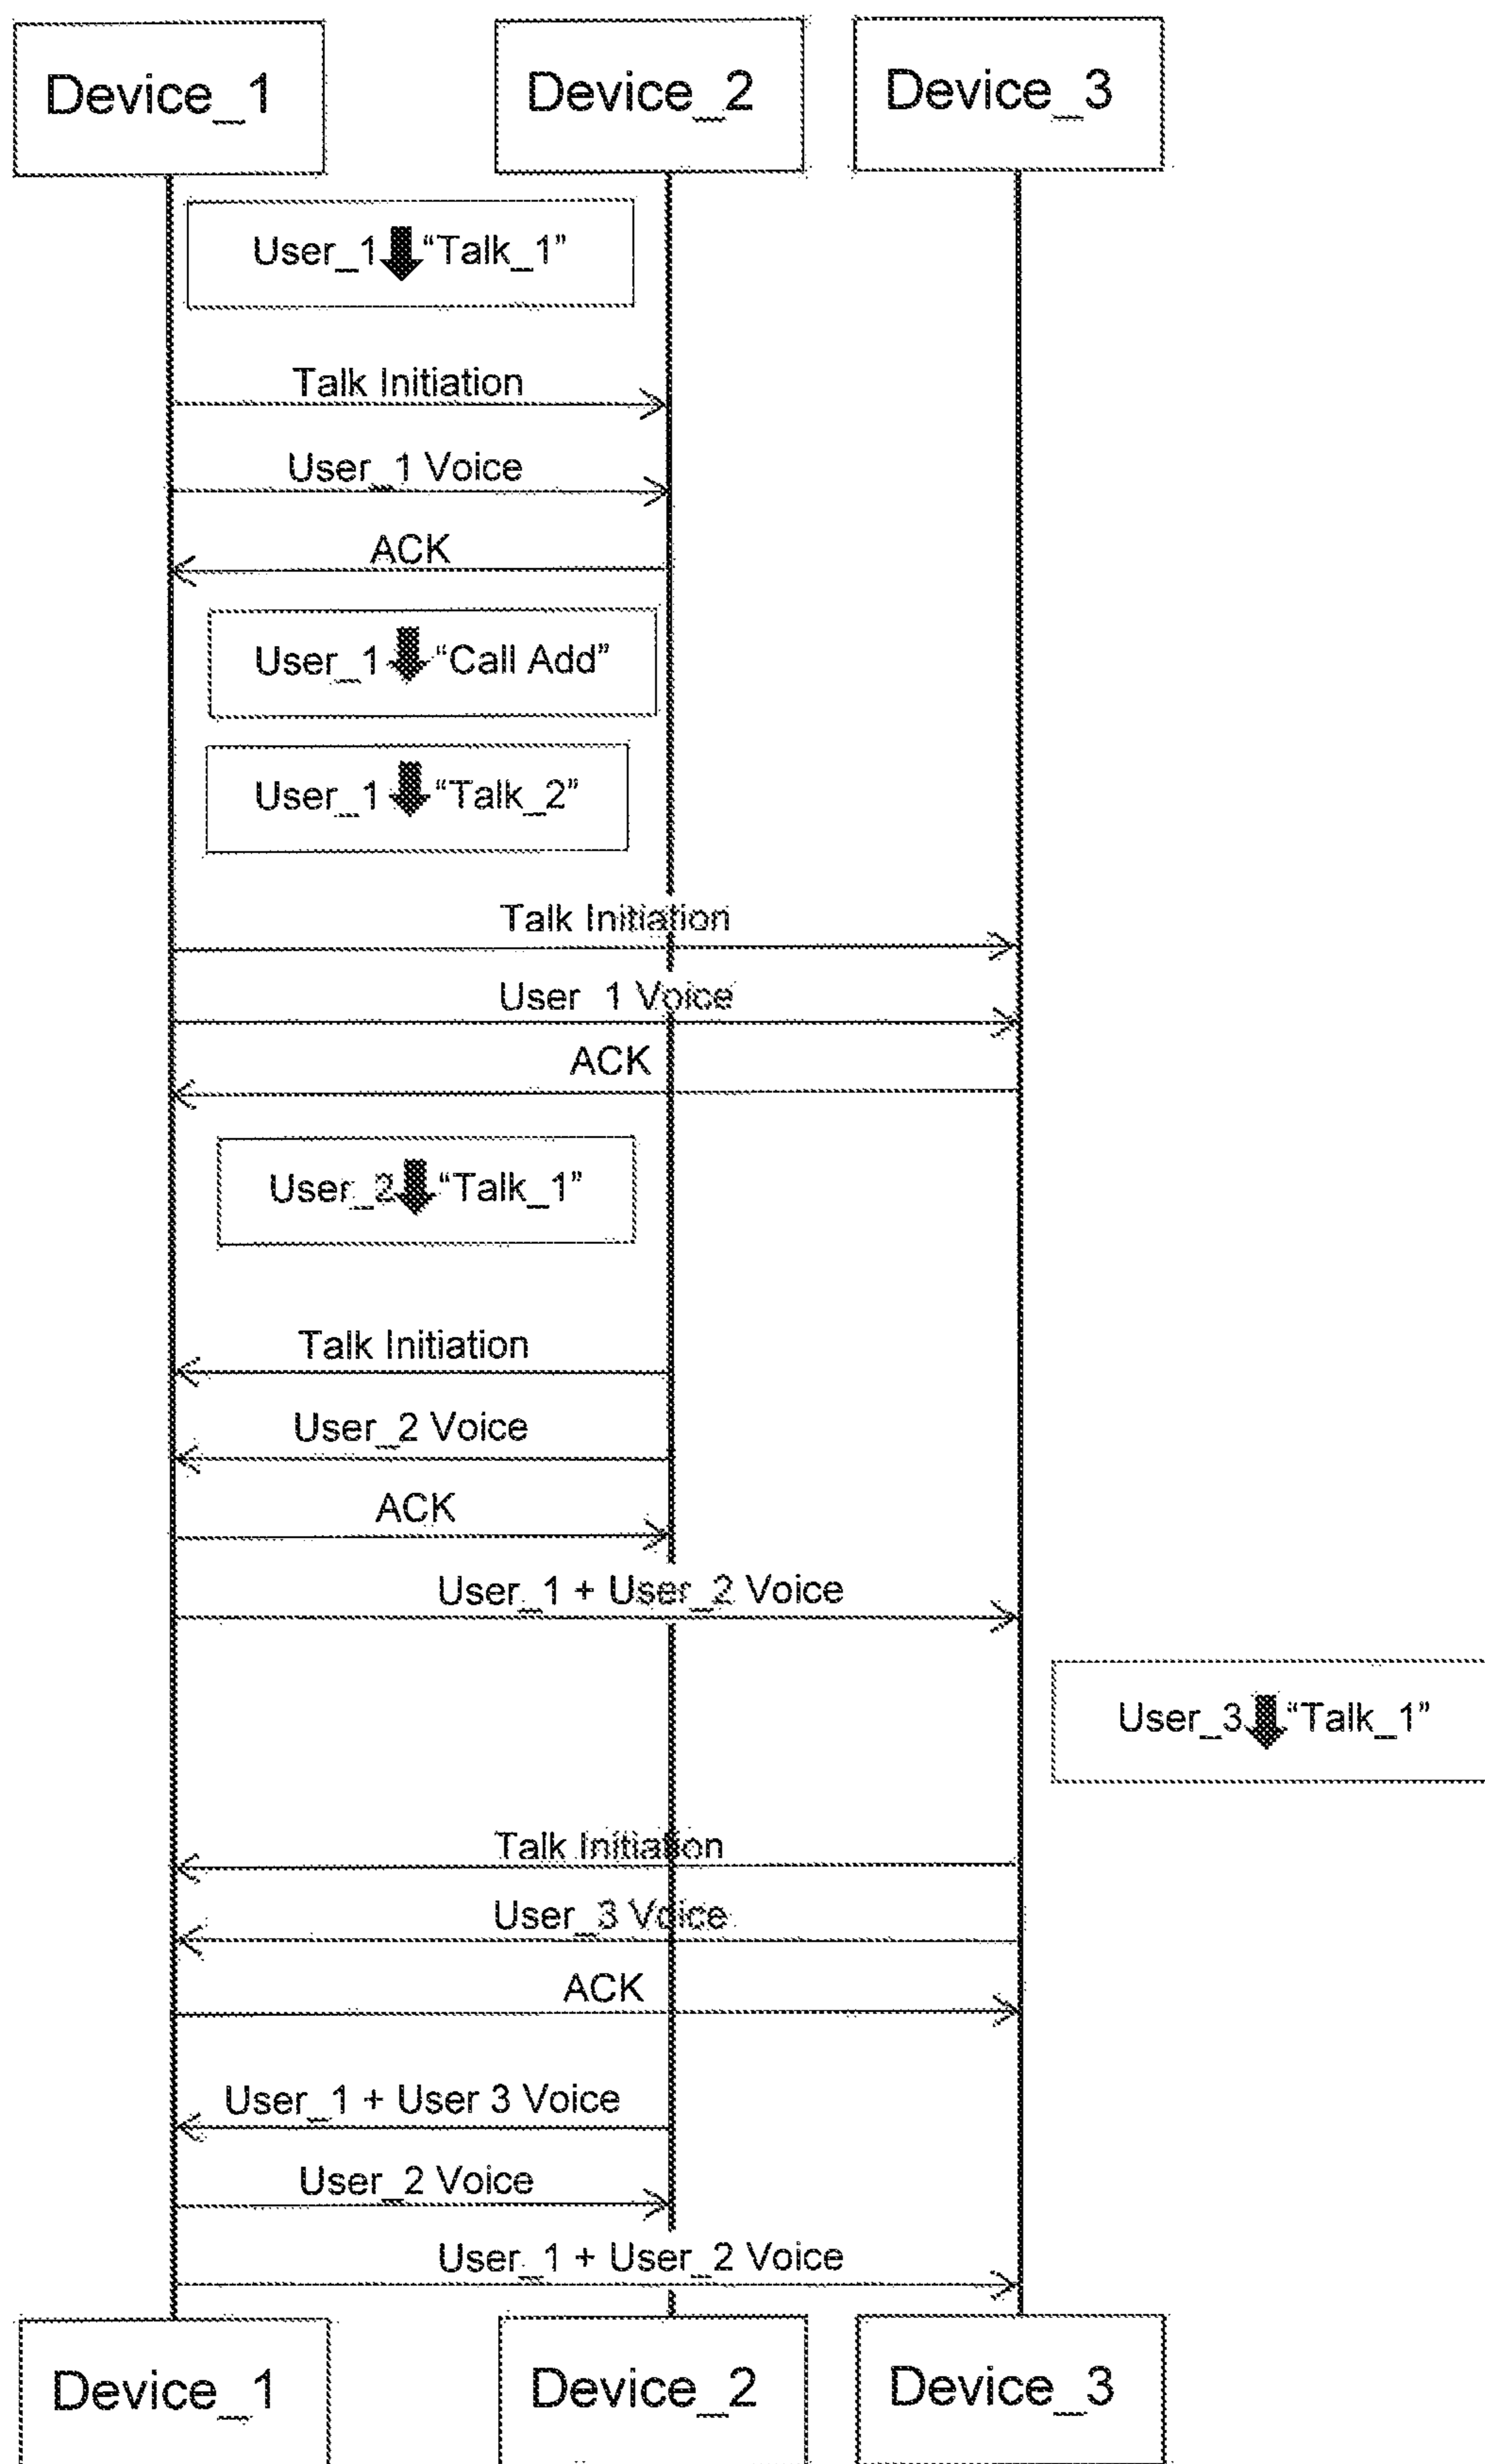 Device_1
Device_2
Device_3
User_1 "Talk_1"
Talk Initiation
User_1 Voice
ACK
User_1 "Call Add"
User_1 "Talk_2"
Talk Initiation
User_1 Voice
ACK
User_2 "Talk_1"
Talk Initiation
User_2 Voice
ACK
User_1 + User_2 Voice
User_3 "Talk_1"
Talk Initiation
User_3 Voice
ACK
User_1 + User 3 Voice
User_2 Voice
User_1 + User_2 Voice
Device_1
Device_2
Device_3